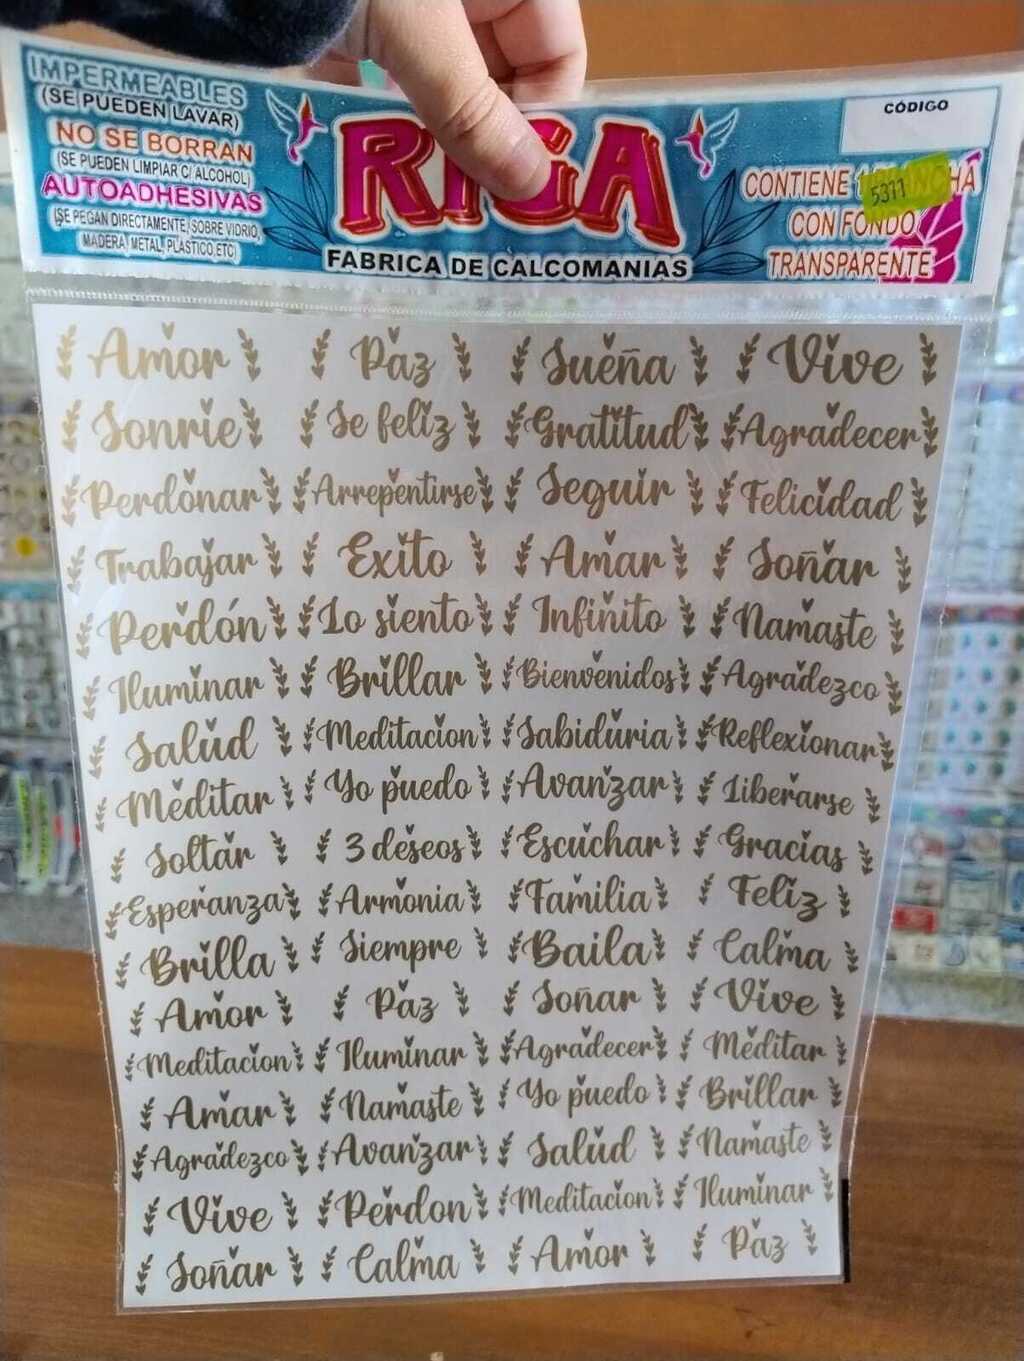 IMPERMEABLES
(SE PUEDEN LAVAR)
NO SE BORRAN
(SE PUEDEN LIMPIAR C/ ALCOHOL)
AUTOADHESIVAS
(SE PEGAN DIRECTAMENTE, SOBRE VIDRIO,
MADERA, METAL, PLASTICO, ETC)
RIGA
FABRICA DE CALCOMANIAS
CÓDIGO
CONTIENE
5371
CON FONDO
TRANSPARENTE
Amor Paz Sueña Vive
Sonrie Se feliz Gratitud Agradecer
Perdonar Arrepentirse Seguir Felicidad
Trabajar Exito Amar Soñar
Perdón Lo siento Infinito Namaste
Iluminar Brillar Bienvenidos Agradezco
Salud Meditacion Sabiduria Reflexionar
Meditar Yo puedo Avanzar Liberarse
Soltar 3 deseos Escuchar Gracias
Esperanza Armonia Familia Feliz
Brilla Siempre Baila Calma
Amor Paz Soñar Vive
Meditacion Iluminar Agradecer Meditar
Amar Namaste Yo puedo Brillar
Agradezco Avanzar Salud Namaste
Vive Perdon Meditacion Iluminar
Soñar Calma Amor Paz